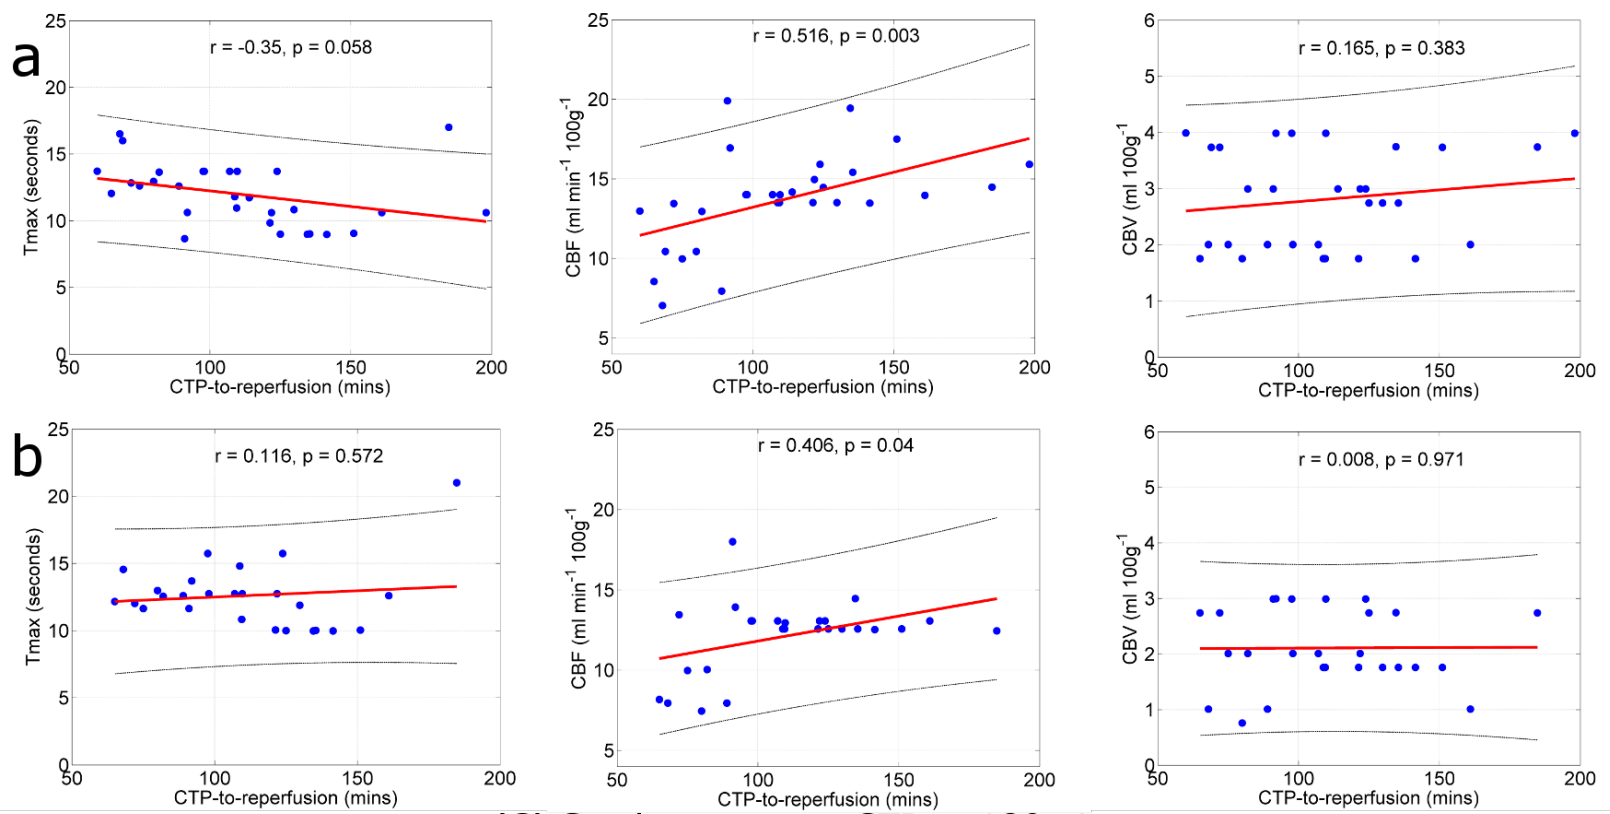 a
r = -0.35, p = 0.058
25
20
15
10
5
0
Tmax (seconds)
50 100 150 200
CTP-to-reperfusion (mins)
r = 0.516, p = 0.003
25
20
15
10
5
CBF (ml min⁻¹ 100g⁻¹
50 100 150 200
CTP-to-reperfusion (mins)
r = 0.165, p = 0.383
6
5
4
3
2
1
0
CBV (ml 100g⁻¹
50 100 150 200
CTP-to-reperfusion (mins)
b
r = 0.116, p = 0.572
25
20
15
10
5
0
Tmax (seconds)
50 100 150 200
CTP-to-reperfusion (mins)
r = 0.406, p = 0.04
25
20
15
10
5
CBF (ml min⁻¹ 100g⁻¹
50 100 150 200
CTP-to-reperfusion (mins)
r = 0.008, p = 0.971
6
5
4
3
2
1
0
CBV (ml 100g⁻¹
50 100 150 200
CTP-to-reperfusion (mins)